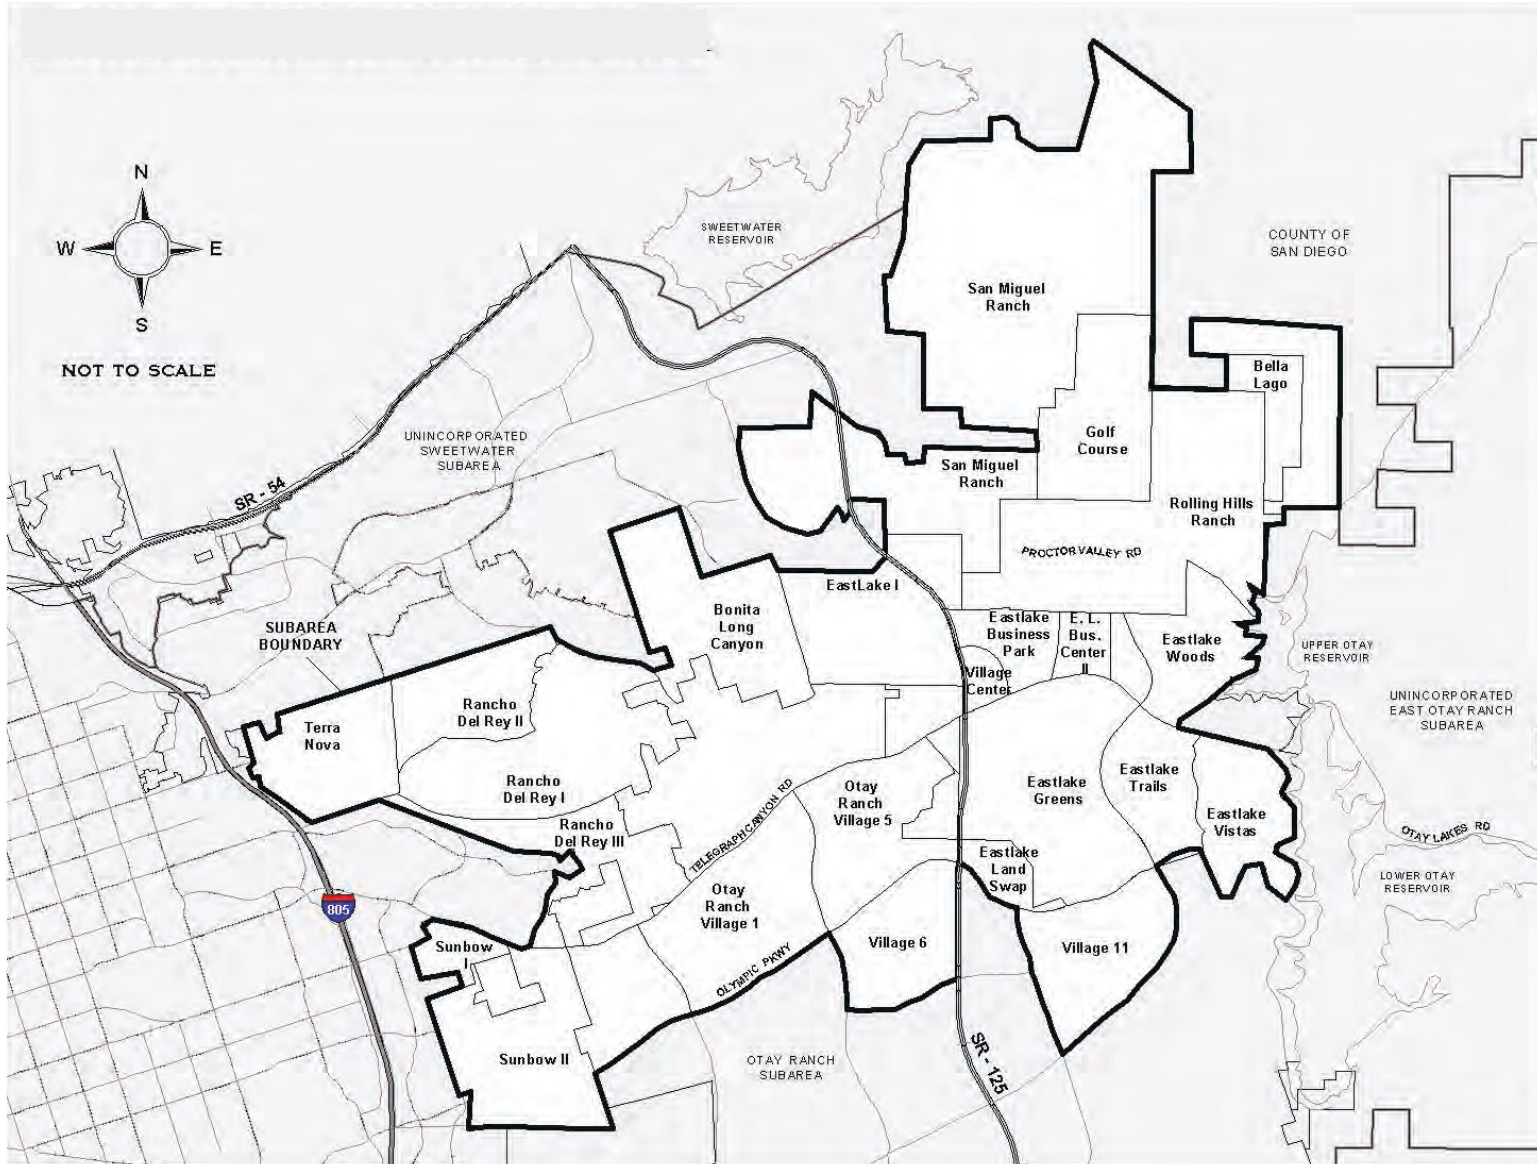 N
W
E
S
NOT TO SCALE
SWEETWATER
RESERVOIR
COUNTY OF
SAN DIEGO
San Miguel
Ranch
Bella
Lago
UNINCORPORATED
SWEETWATER
SUBAREA
Golf
Course
San Miguel
Ranch
SR - 54
Rolling Hills
Ranch
PROCTOR VALLEY RD
EastLake I
Bonita
Long
Canyon
SUBAREA
BOUNDARY
Eastlake
Business
Park
E. L.
Bus.
Center
II
Eastlake
Woods
UPPER OTAY
RESERVOIR
Village
Center
UNINCORPORATED
EAST OTAY RANCH
SUBAREA
Terra
Nova
Rancho
Del Rey II
Rancho
Del Rey I
Rancho
Del Rey III
TELEGRAPH CANYON RD
Otay
Ranch
Village 5
Eastlake
Greens
Eastlake
Trails
Eastlake
Vistas
OTAY LAKES RD
Eastlake
Land
Swap
LOWER OTAY
RESERVOIR
805
Otay
Ranch
Village 1
Sunbow
I
Village 6
Village 11
OLYMPIC PKWY
Sunbow II
OTAY RANCH
SUBAREA
SR - 125